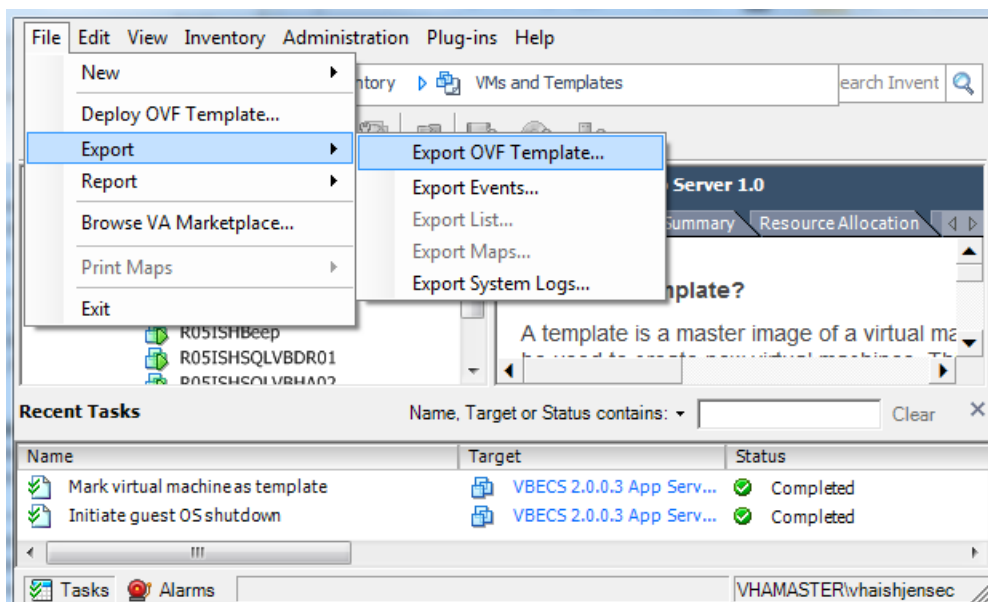 File Edit View Inventory Administration Plug-ins Help
New
ntory VMs and Templates
earch Invent
Deploy OVF Template...
Export
Export OVF Template...
Report
Export Events...
Server 1.0
Browse VA Marketplace...
Export List...
Summary Resource Allocation
Print Maps
Export Maps...
Exit
Export System Logs...
nplate?
R05ISHBeep
A template is a master image of a virtual ma
R05ISHSQLVBDR01
R05ISHSQLVBHA02
Recent Tasks Name, Target or Status contains: Clear
Name Target Status
Mark virtual machine as template VBECS 2.0.0.3 App Serv... Completed
Initiate guest OS shutdown VBECS 2.0.0.3 App Serv... Completed
Tasks Alarms VHAMASTER\vhaishjensec